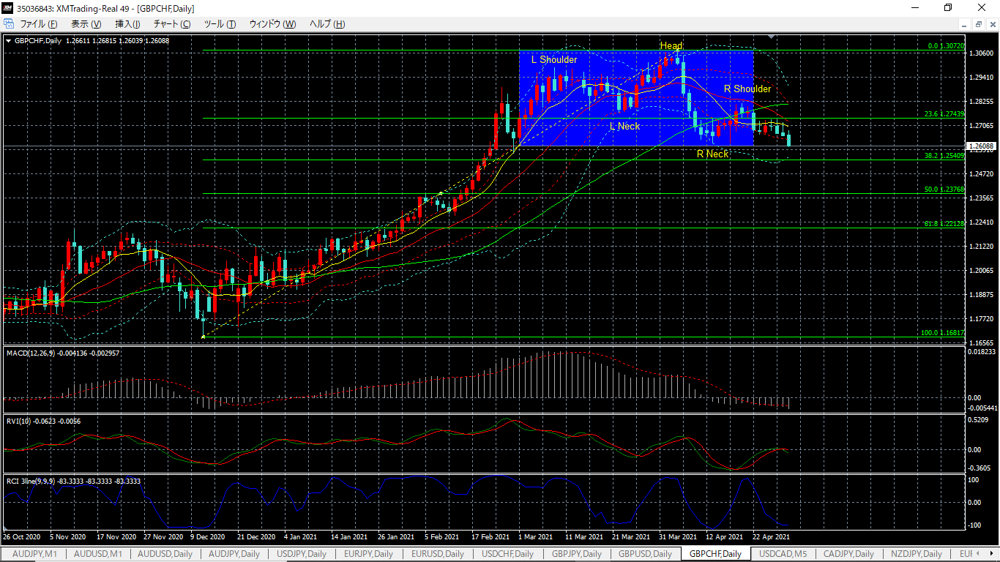 35036843: XMTrading-Real 49 - [GBPCHF,Daily]
ファイル (F) 表示 (V) 挿入(I) チャート(C) ツール(T) ウィンドウ(W) ヘルプ(H)
GBPCHF,Daily 1.26611 1.26815 1.26039 1.26088
0.0 1.30720
Head
1.30600
L Shoulder
1.29410
R Shoulder
1.28255
23.6 1.27439
L Neck
1.27065
1.26088
R Neck
38.2 1.25409
1.24720
50.0 1.23768
1.23565
1.22410
61.8 1.22128
1.21220
1.20065
1.18875
1.17720
100.0 1.16817
1.16565
MACD(12,26,9) -0.004136 -0.002957
0.018233
0.00
-0.005441
RVI(10) -0.0623 -0.0056
0.5209
0.00
-0.3605
RCI 3line(9,9,9) -83.3333 -83.3333 -83.3333
100
0.00
-100
26 Oct 2020 5 Nov 2020 17 Nov 2020 27 Nov 2020 9 Dec 2020 21 Dec 2020 4 Jan 2021 14 Jan 2021 26 Jan 2021 5 Feb 2021 17 Feb 2021 1 Mar 2021 11 Mar 2021 21 Mar 2021 31 Mar 2021 12 Apr 2021 22 Apr 2021
AUDJPY,M1 AUDUSD,M1 AUDUSD,Daily AUDJPY,Daily USDJPY,Daily EURJPY,Daily EURUSD,Daily USDCHF,Daily GBPJPY,Daily GBPUSD,Daily GBPCHF,Daily USDCAD,M5 CADJPY,Daily NZDJPY,Daily